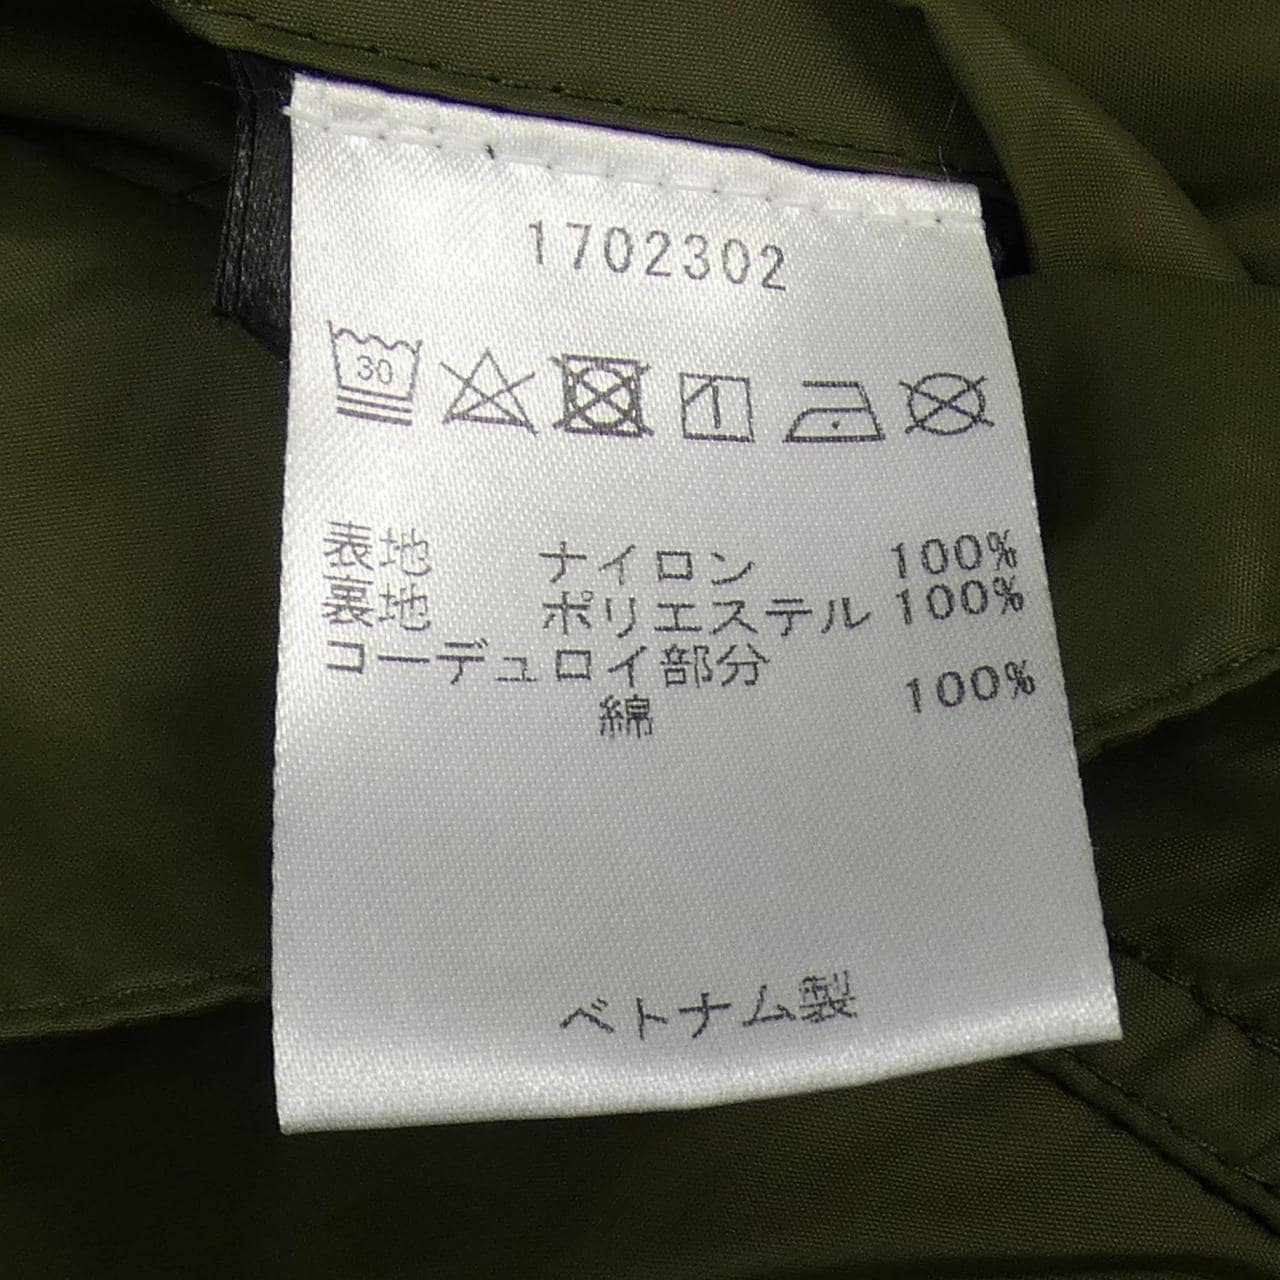 1702302
30
表地 ナイロン 100%
裏地 ポリエステル 100%
コーデュロイ部分
綿 100%
ベトナム製